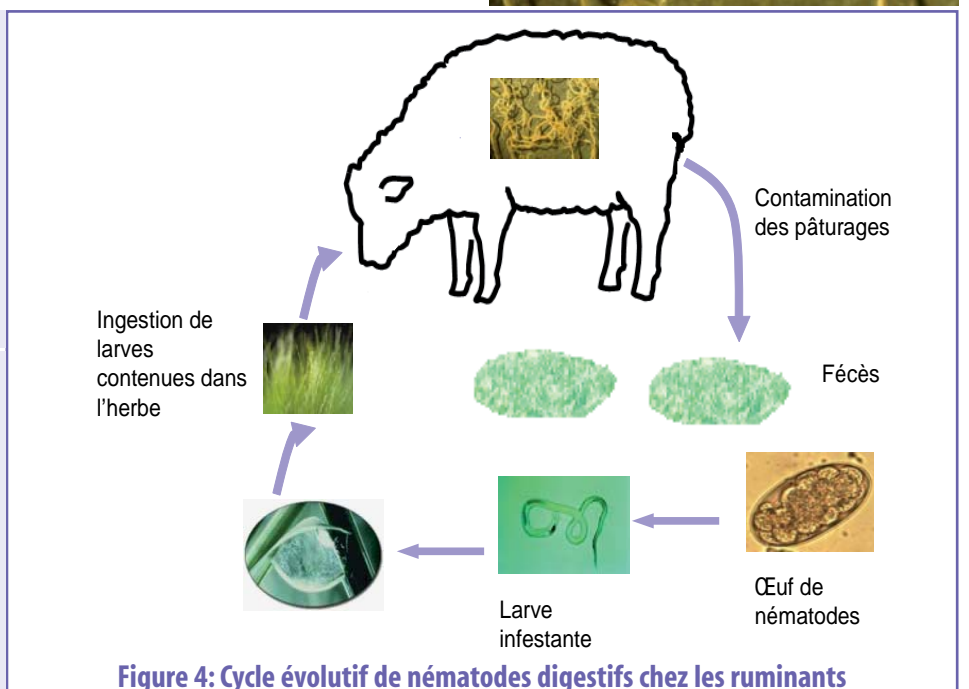 Contamination
des pâturages
Ingestion de
larves
contenues dans
l'herbe
Fécès
Larve
infestante
Œuf de
nématodes
Figure 4: Cycle évolutif de nématodes digestifs chez les ruminants